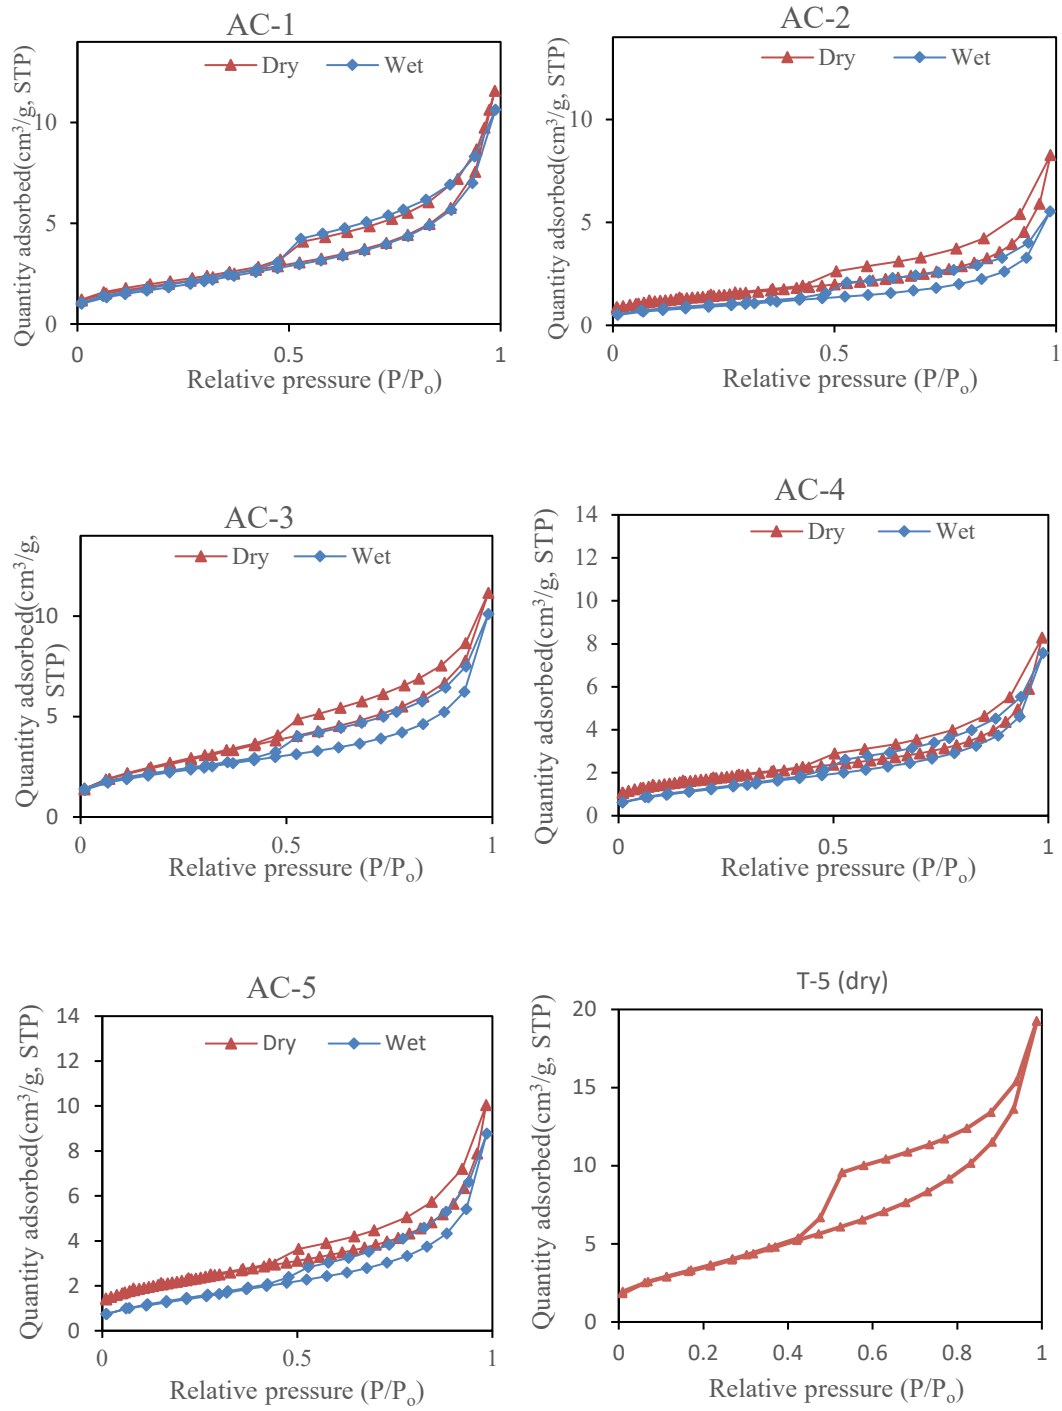 AC-1
Quantity adsorbed(cm³/g, STP)
Dry
Wet
10
5
0
0
0.5
1
Relative pressure (P/Pₒ)
AC-2
Quantity adsorbed(cm³/g, STP)
Dry
Wet
10
5
0
0
0.5
1
Relative pressure (P/Pₒ)
AC-3
Quantity adsorbed(cm³/g,
STP)
Dry
Wet
10
5
0
0
0.5
1
Relative pressure (P/Pₒ)
AC-4
Quantity adsorbed(cm³/g, STP)
Dry
Wet
14
12
10
8
6
4
2
0
0
0.5
1
Relative pressure (P/Pₒ)
AC-5
Quantity adsorbed(cm³/g, STP)
Dry
Wet
14
12
10
8
6
4
2
0
0
0.5
1
Relative pressure (P/Pₒ)
T-5 (dry)
Quantity adsorbed(cm³/g, STP)
20
15
10
5
0
0
0.2
0.4
0.6
0.8
1
Relative pressure (P/Pₒ)